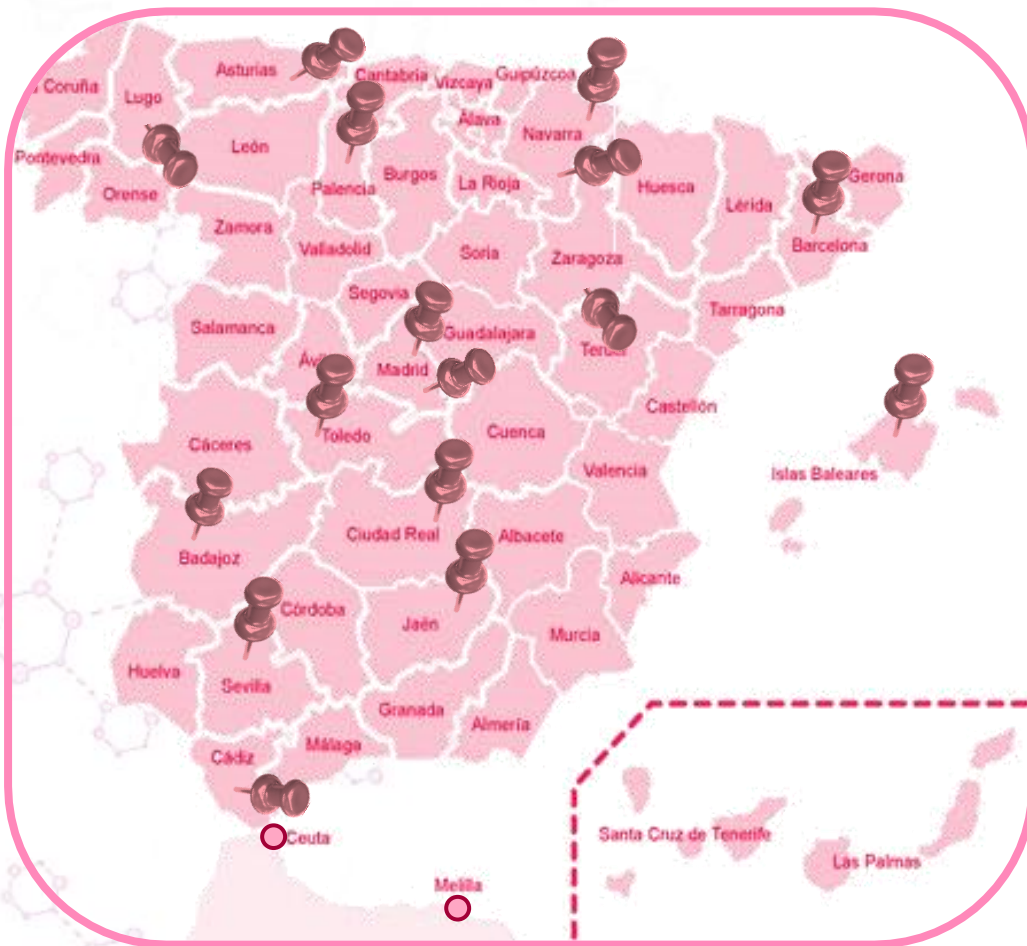 Asturias
Cantabria
Vizcaya
Guipúzcoa
Coruña
Lugo
Álava
Navarra
León
Pontevedra
Orense
Palencia
Burgos
La Rioja
Huesca
Lérida
Gerona
Zamora
Valladolid
Soria
Zaragoza
Barcelona
Segovia
Salamanca
Guadalajara
Tarragona
Madrid
Teruel
Castellón
Toledo
Cuenca
Cáceres
Valencia
Islas Baleares
Ciudad Real
Albacete
Badajoz
Alicante
Córdoba
Jaén
Murcia
Huelva
Sevilla
Granada
Almería
Málaga
Cádiz
Ceuta
Santa Cruz de Tenerife
Las Palmas
Melilla